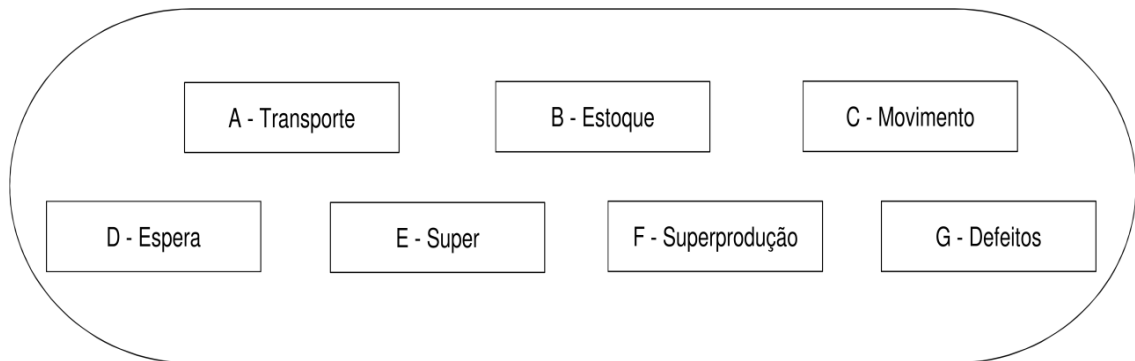 A - Transporte
B - Estoque
C - Movimento
D - Espera
E - Super
F - Superprodução
G - Defeitos